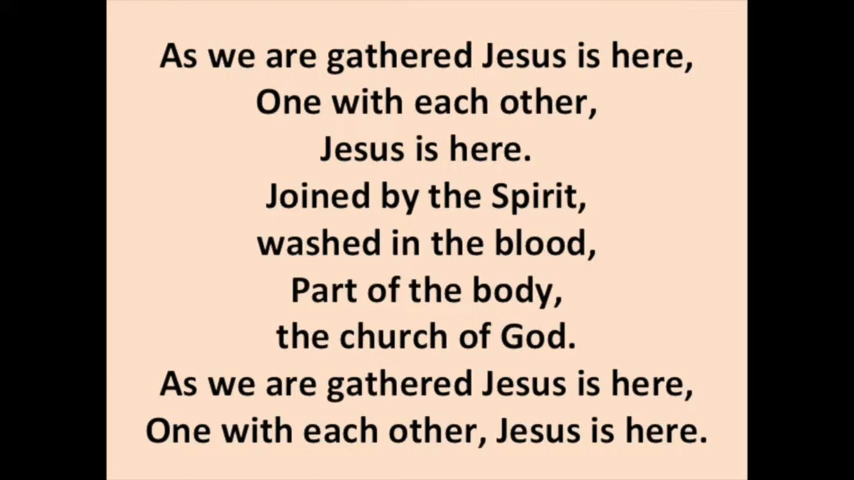 As we are gathered Jesus is here,
One with each other,
Jesus is here.
Joined by the Spirit,
washed in the blood,
Part of the body,
the church of God.
As we are gathered Jesus is here,
One with each other, Jesus is here.